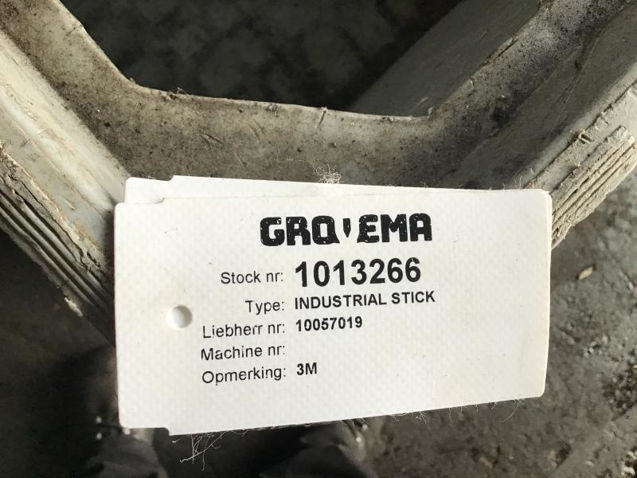 GROVEMA
Stock nr: 1013266
Type: INDUSTRIAL STICK
Liebherr nr: 10057019
Machine nr:
Opmerking: 3M